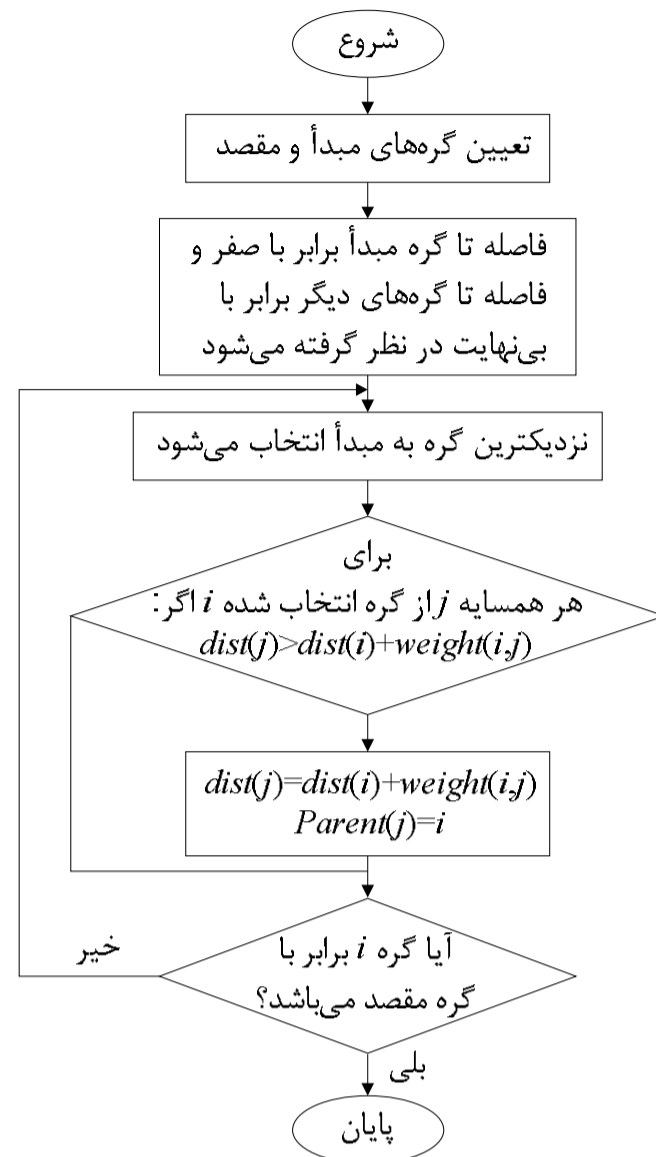 شروع
تعیین گره‌های مبدأ و مقصد
فاصله تا گره مبدأ برابر با صفر و
فاصله تا گره‌های دیگر برابر با
بی‌نهایت در نظر گرفته می‌شود
نزدیکترین گره به مبدأ انتخاب می‌شود
برای
هر همسایه j از گره انتخاب شده i اگر:
dist(j)>dist(i)+weight(i,j)
dist(j)=dist(i)+weight(i,j)
Parent(j)=i
آیا گره i برابر با
گره مقصد می‌باشد؟
خیر
بلی
پایان